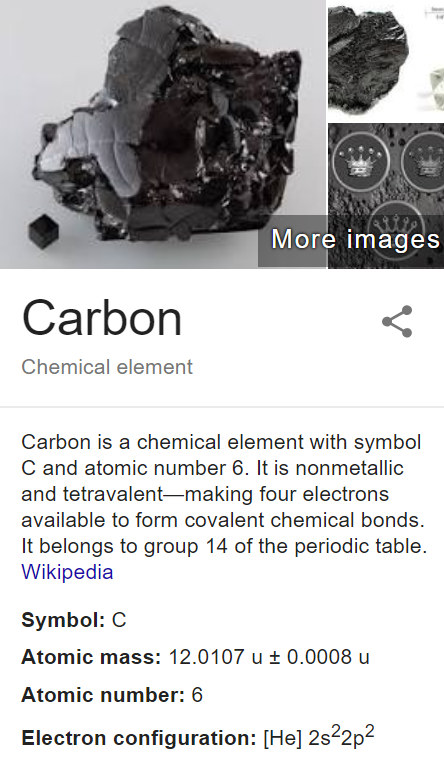 More images
Carbon
Chemical element
Carbon is a chemical element with symbol
C and atomic number 6. It is nonmetallic
and tetravalent—making four electrons
available to form covalent chemical bonds.
It belongs to group 14 of the periodic table.
Wikipedia
Symbol: C
Atomic mass: 12.0107 u ± 0.0008 u
Atomic number: 6
Electron configuration: [He] 2s²2p²